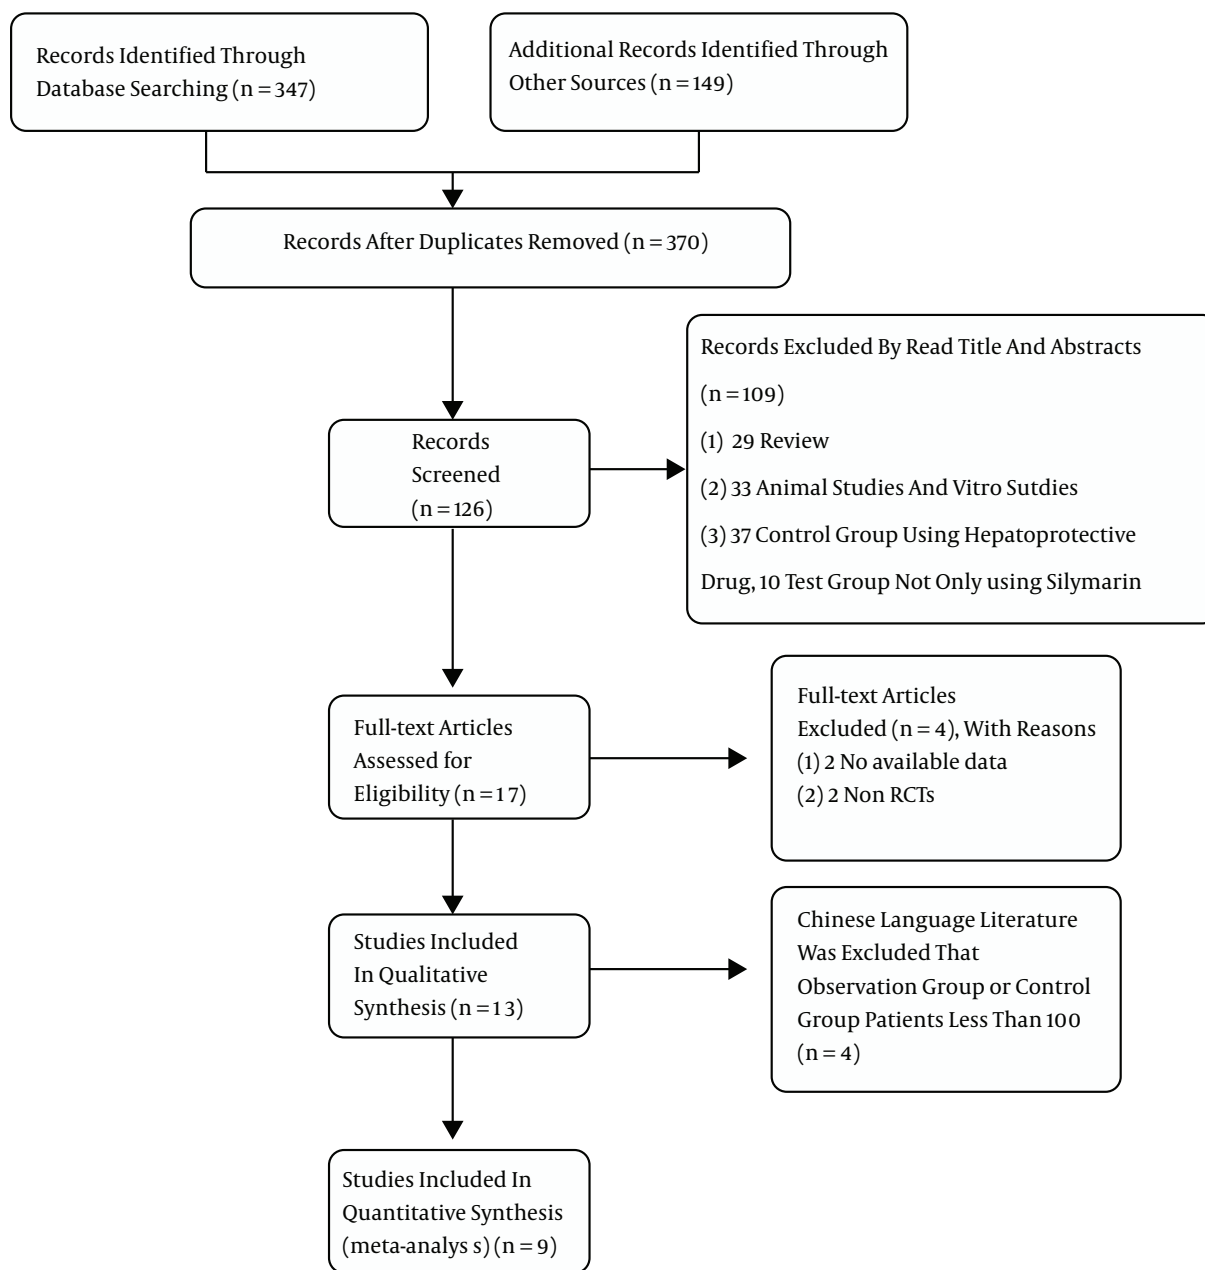 Records Identified Through
Database Searching (n = 347)
Additional Records Identified Through
Other Sources (n = 149)
Records After Duplicates Removed (n = 370)
Records
Screened
(n = 126)
Records Excluded By Read Title And Abstracts
(n = 109)
(1) 29 Review
(2) 33 Animal Studies And Vitro Sutdies
(3) 37 Control Group Using Hepatoprotective
Drug, 10 Test Group Not Only using Silymarin
Full-text Articles
Assessed for
Eligibility (n = 17)
Full-text Articles
Excluded (n = 4), With Reasons
(1) 2 No available data
(2) 2 Non RCTs
Studies Included
In Qualitative
Synthesis (n = 13)
Chinese Language Literature
Was Excluded That
Observation Group or Control
Group Patients Less Than 100
(n = 4)
Studies Included In
Quantitative Synthesis
(meta-analys s) (n = 9)